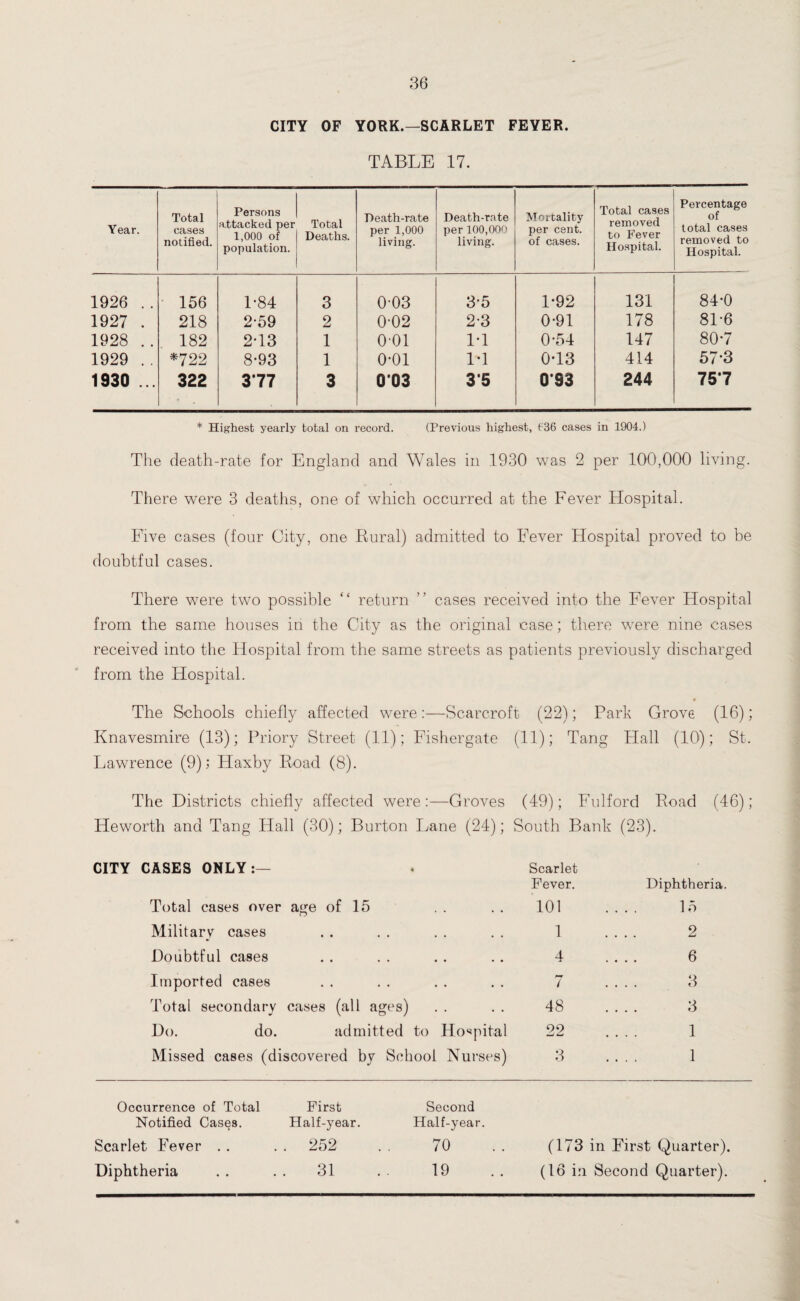 36
CITY OF YORK.—SCARLET FEVER.
TABLE 17.
Year. | Total cases notified. | Persons attacked per 1,000 of population. | Total Deaths. | Death-rate per 1,000 living. | Death-rate per 100,000 living. | Mortality per cent. of cases. | Total cases removed to Fever Hospital. | Percentage of total cases removed to Hospital.
1926 .. 156 1·84 3 0·03 3·5 1·92 131 84·0
1927 . 218 2·59 2 0·02 2·3 0·91 178 81·6
1928 .. 182 2·13 1 0·01 1·1 0·54 147 80·7
1929 .. *722 8·93 1 0·01 1·1 0·13 414 57·3
1930 ... 322 3·77 3 0·03 3·5 0·93 244 75·7
* Highest yearly total on record. (Previous highest, 636 cases in 1904.)
The death-rate for England and Wales in 1930 was 2 per 100,000 living.
There were 3 deaths, one of which occurred at the Fever Hospital.
Five cases (four City, one Rural) admitted to Fever Hospital proved to be
doubtful cases.
There were two possible “ return ” cases received into the Fever Hospital
from the same houses in the City as the original case; there were nine cases
received into the Hospital from the same streets as patients previously discharged
from the Hospital.
The Schools chiefly affected were:—Scarcroft (22); Park Grove (16);
Knavesmire (13); Priory Street (11); Fishergate (11); Tang Hall (10); St.
Lawrence (9); Haxby Road (8).
The Districts chiefly affected were:—Groves (49); Fulford Road (46);
Heworth and Tang Hall (30); Burton Lane (24); South Bank (23).
CITY CASES ONLY:— Scarlet Fever. Diphtheria.
Total cases over age of 15 .. .. 101 .... 15
Military cases .. .. .. .. 1 .... 2
Doubtful cases .. .. .. .. 4 .... 6
Imported cases .. .. .. .. 7 .... 3
Total secondary cases (all ages) .. .. 48 .... 3
Do. do. admitted to Hospital 22 .... 1
Missed cases (discovered by School Nurses) 3 .... 1
Occurrence of Total Notified Cases. First Half-year. Second Half-year.
Scarlet Fever .. .. 252 .. 70 .. (173 in First Quarter).
Diphtheria .. .. 31 .. 19 .. (16 in Second Quarter).